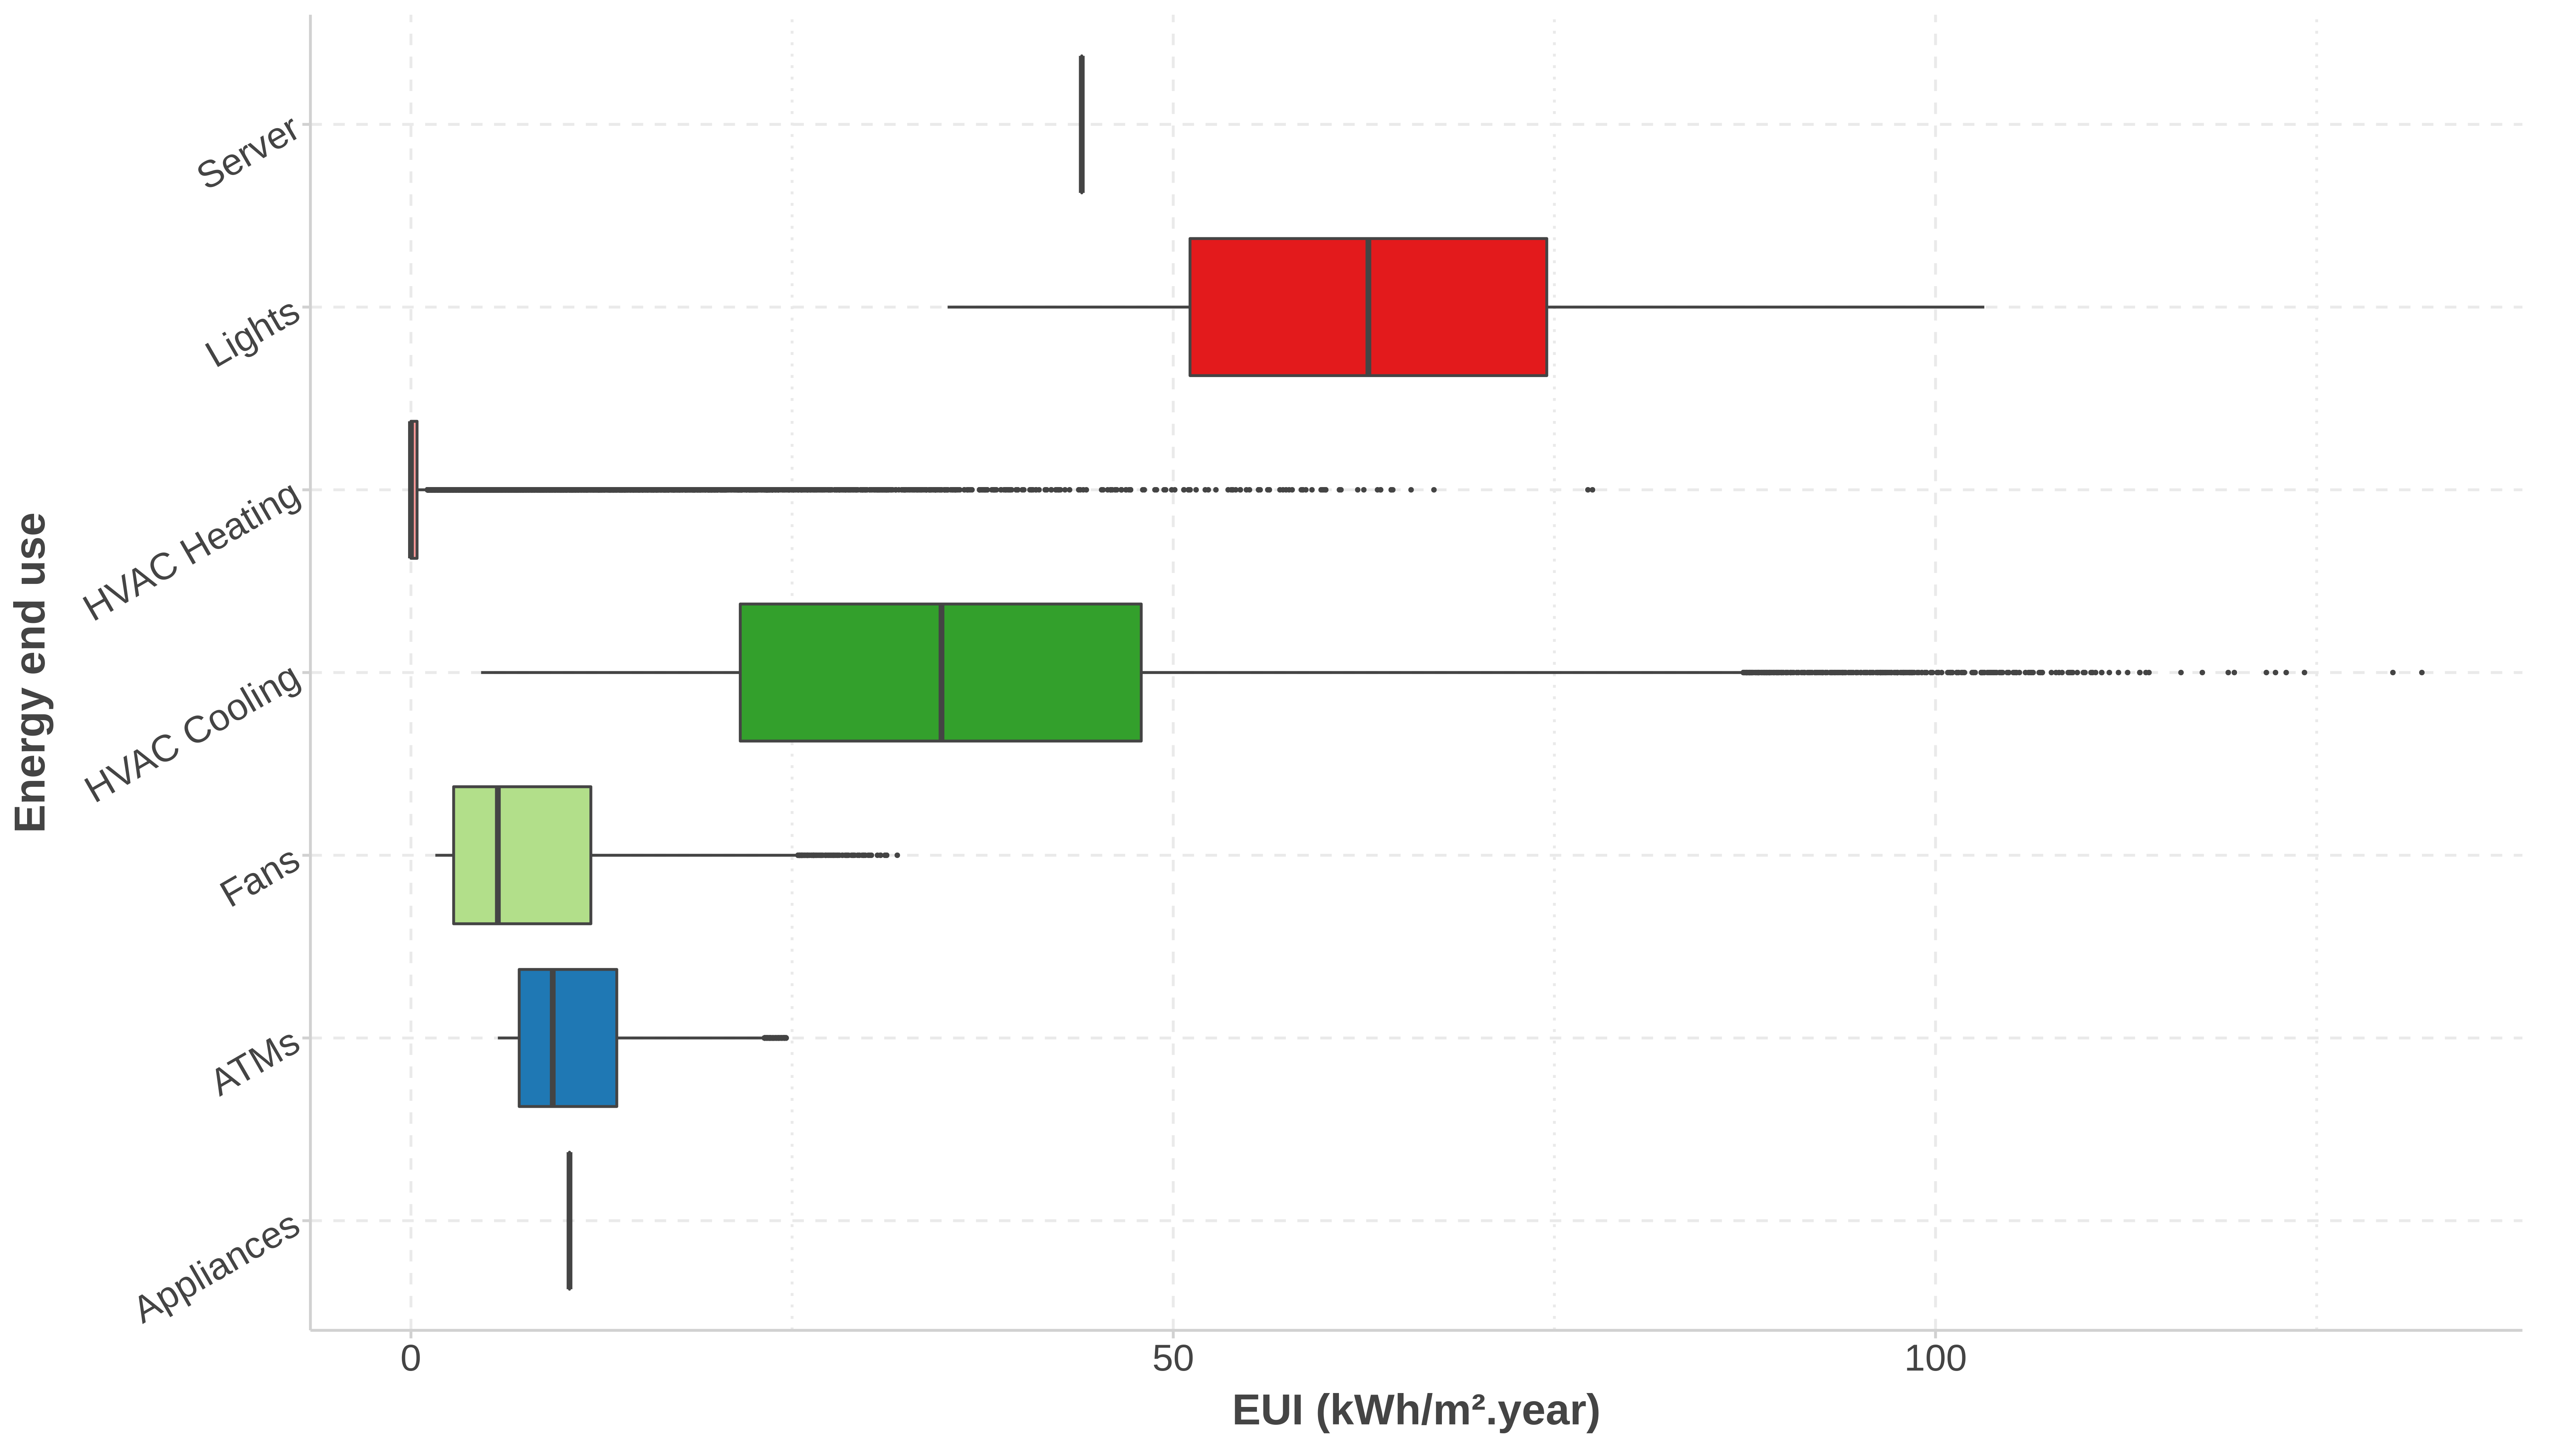 Energy end use
Server
Lights
HVAC Heating
HVAC Cooling
Fans
ATMs
Appliances
0 50 100
EUI (kWh/m².year)